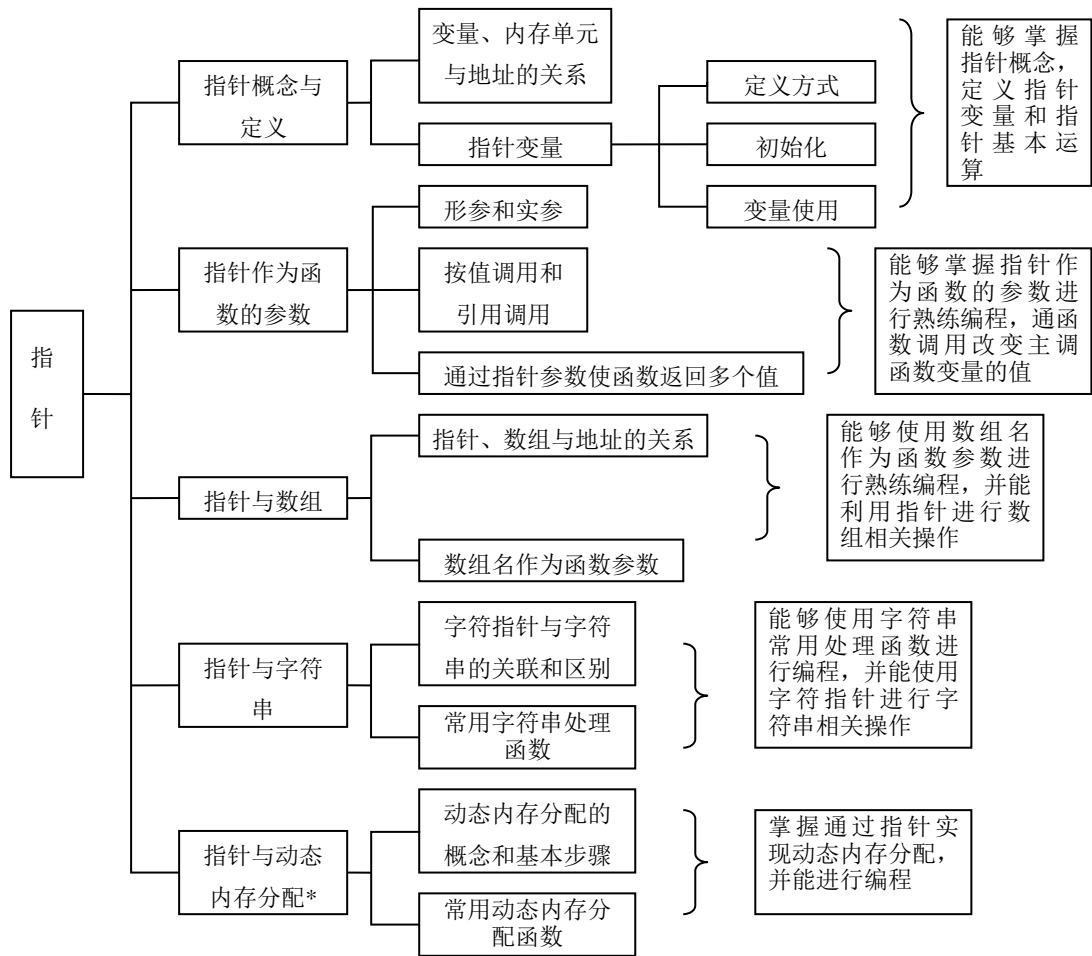 指
针
指针概念与
定义
变量、内存单元
与地址的关系
指针变量
定义方式
初始化
变量使用
能够掌握
指针概念，
定义指针
变量和指
针基本运
算
指针作为函
数的参数
形参和实参
按值调用和
引用调用
通过指针参数使函数返回多个值
能够掌握指针作
为函数的参数进
行熟练编程，通函
数调用改变主调
函数变量的值
指针与数组
指针、数组与地址的关系
数组名作为函数参数
能够使用数组名
作为函数参数进
行熟练编程，并能
利用指针进行数
组相关操作
指针与字符
串
字符指针与字符
串的关联和区别
常用字符串处理
函数
能够使用字符串
常用处理函数进
行编程，并能使用
字符指针进行字
符串相关操作
指针与动态
内存分配*
动态内存分配的
概念和基本步骤
常用动态内存分
配函数
掌握通过指针实
现动态内存分配，
并能进行编程